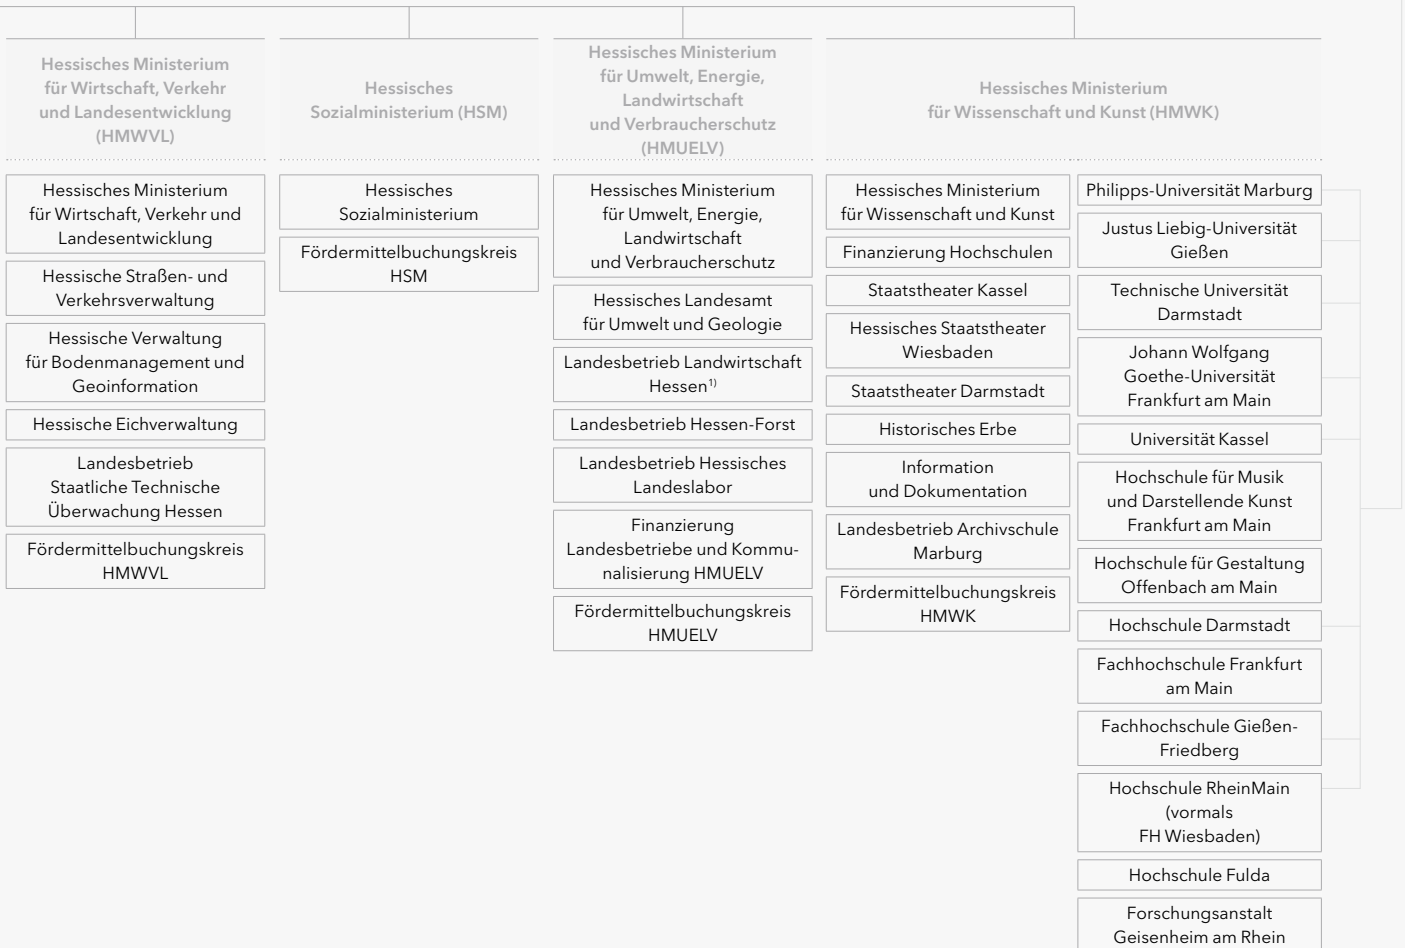 Hessisches Ministerium
für Wirtschaft, Verkehr
und Landesentwicklung
(HMWVL)
Hessisches Ministerium
für Wirtschaft, Verkehr und
Landesentwicklung
Hessische Straßen- und
Verkehrsverwaltung
Hessische Verwaltung
für Bodenmanagement und
Geoinformation
Hessische Eichverwaltung
Landesbetrieb
Staatliche Technische
Überwachung Hessen
Fördermittelbuchungskreis
HMWVL
Hessisches
Sozialministerium (HSM)
Hessisches
Sozialministerium
Fördermittelbuchungskreis
HSM
Hessisches Ministerium
für Umwelt, Energie,
Landwirtschaft
und Verbraucherschutz
(HMUELV)
Hessisches Ministerium
für Umwelt, Energie,
Landwirtschaft
und Verbraucherschutz
Hessisches Landesamt
für Umwelt und Geologie
Landesbetrieb Landwirtschaft
Hessen1)
Landesbetrieb Hessen-Forst
Landesbetrieb Hessisches
Landeslabor
Finanzierung
Landesbetriebe und Kommu-
nalisierung HMUELV
Fördermittelbuchungskreis
HMUELV
Hessisches Ministerium
für Wissenschaft und Kunst (HMWK)
Hessisches Ministerium
für Wissenschaft und Kunst
Finanzierung Hochschulen
Staatstheater Kassel
Hessisches Staatstheater
Wiesbaden
Staatstheater Darmstadt
Historisches Erbe
Information
und Dokumentation
Landesbetrieb Archivschule
Marburg
Fördermittelbuchungskreis
HMWK
Philipps-Universität Marburg
Justus Liebig-Universität
Gießen
Technische Universität
Darmstadt
Johann Wolfgang
Goethe-Universität
Frankfurt am Main
Universität Kassel
Hochschule für Musik
und Darstellende Kunst
Frankfurt am Main
Hochschule für Gestaltung
Offenbach am Main
Hochschule Darmstadt
Fachhochschule Frankfurt
am Main
Fachhochschule Gießen-
Friedberg
Hochschule RheinMain
(vormals
FH Wiesbaden)
Hochschule Fulda
Forschungsanstalt
Geisenheim am Rhein